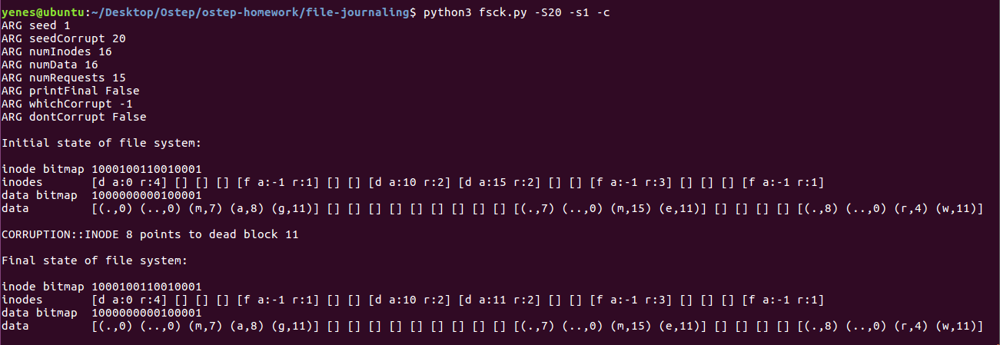 yenes@ubuntu:~/Desktop/Ostep/ostep-homework/file-journaling$ python3 fsck.py -S20 -s1 -c
ARG seed 1
ARG seedCorrupt 20
ARG numInodes 16
ARG numData 16
ARG numRequests 15
ARG printFinal False
ARG whichCorrupt -1
ARG dontCorrupt False
Initial state of file system:
inode bitmap 1000100110010001
inodes [d a:0 r:4] [] [] [] [f a:-1 r:1] [] [] [d a:10 r:2] [d a:15 r:2] [] [] [f a:-1 r:3] [] [] [] [f a:-1 r:1]
data bitmap 1000000000100001
data [(.,0) (..,0) (m,7) (a,8) (g,11)] [] [] [] [] [] [] [] [] [] [(.,7) (..,0) (m,15) (e,11)] [] [] [] [] [(.,8) (..,0) (r,4) (w,11)]
CORRUPTION::INODE 8 points to dead block 11
Final state of file system:
inode bitmap 1000100110010001
inodes [d a:0 r:4] [] [] [] [f a:-1 r:1] [] [] [d a:10 r:2] [d a:11 r:2] [] [] [f a:-1 r:3] [] [] [] [f a:-1 r:1]
data bitmap 1000000000100001
data [(.,0) (..,0) (m,7) (a,8) (g,11)] [] [] [] [] [] [] [] [] [] [(.,7) (..,0) (m,15) (e,11)] [] [] [] [] [(.,8) (..,0) (r,4) (w,11)]